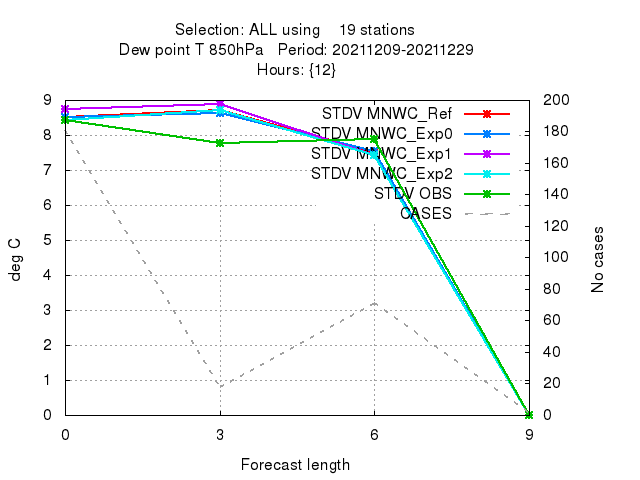 Selection: ALL using 19 stations
Dew point T 850hPa Period: 20211209-20211229
Hours: {12}
STDV MNWC_Ref
STDV MNWC_Exp0
STDV MNWC_Exp1
STDV MNWC_Exp2
STDV OBS
CASES
9
8
7
6
5
4
3
2
1
0
deg C
200
180
160
140
120
100
80
60
40
20
0
No cases
0 3 6 9
Forecast length